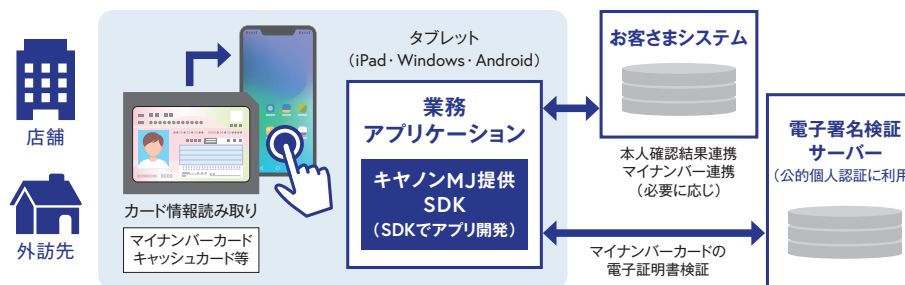 店舗
外訪先
カード情報読み取り
マイナンバーカード
キャッシュカード等
タブレット
（iPad・Windows・Android）
業務
アプリケーション
キヤノンMJ提供
SDK
（SDKでアプリ開発）
お客さまシステム
本人確認結果連携
マイナンバー連携
（必要に応じ）
マイナンバーカードの
電子証明書検証
電子署名検証
サーバー
（公的個人認証に利用